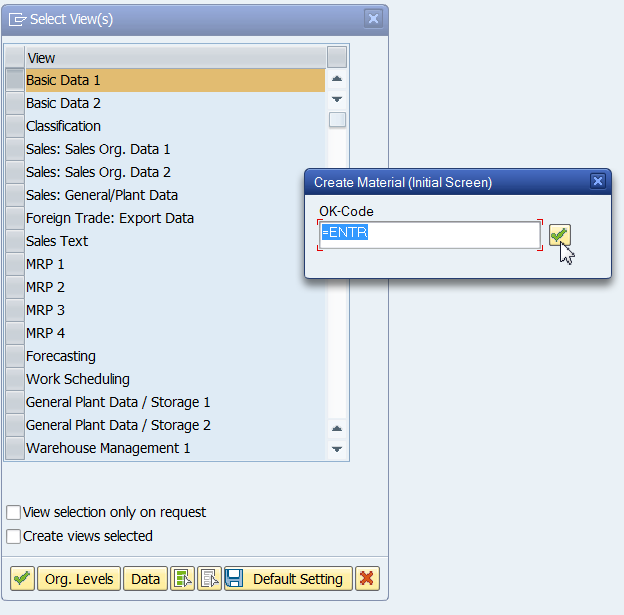 Select View(s)
View
Basic Data 1
Basic Data 2
Classification
Sales: Sales Org. Data 1
Sales: Sales Org. Data 2
Sales: General/Plant Data
Foreign Trade: Export Data
Sales Text
MRP 1
MRP 2
MRP 3
MRP 4
Forecasting
Work Scheduling
General Plant Data / Storage 1
General Plant Data / Storage 2
Warehouse Management 1
View selection only on request
Create views selected
Org. Levels
Data
Default Setting
Create Material (Initial Screen)
OK-Code
=ENTR